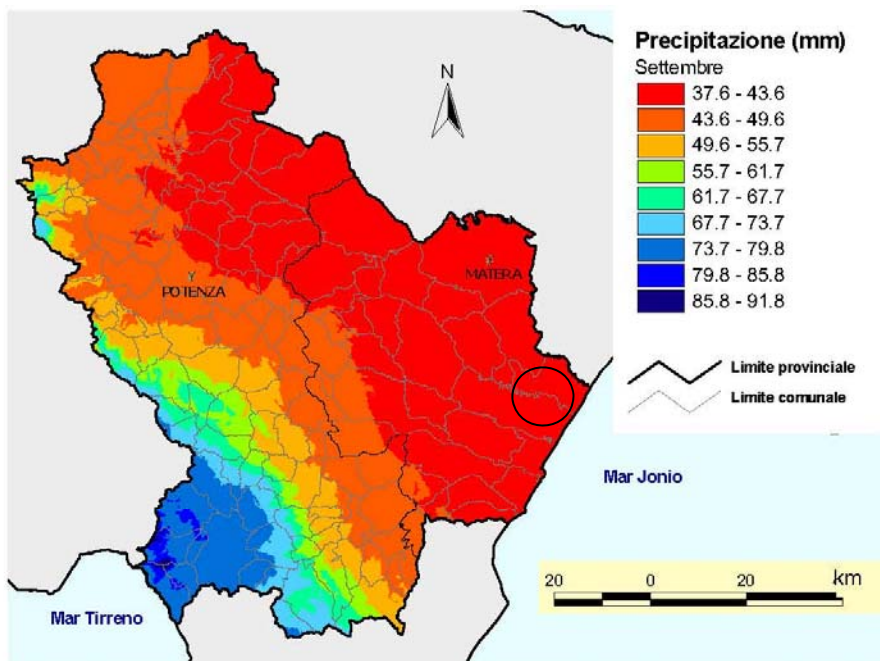 Precipitazione (mm)
Settembre
37.6 - 43.6
43.6 - 49.6
49.6 - 55.7
55.7 - 61.7
61.7 - 67.7
67.7 - 73.7
73.7 - 79.8
79.8 - 85.8
85.8 - 91.8
Limite provinciale
Limite comunale
N
MATERA
POTENZA
Mar Jonio
Mar Tirreno
20 0 20 km